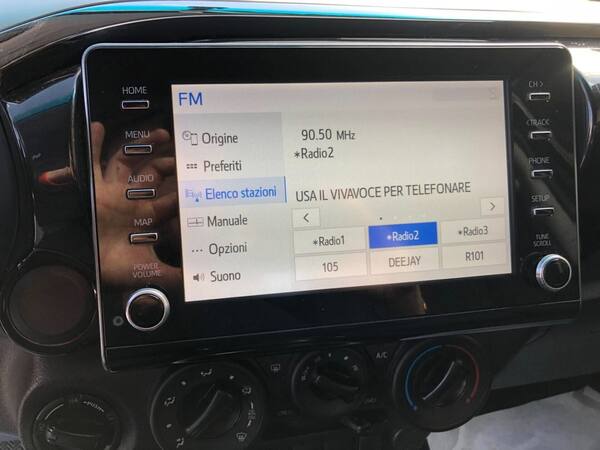 HOME
MENU
AUDIO
MAP
POWER
VOLUME
FM
Origine
Preferiti
Elenco stazioni
Manuale
Opzioni
Suono
90.50 MHz
*Radio2
USA IL VIVAVOCE PER TELEFONARE
< >
*Radio1 *Radio2 *Radio3
105 DEEJAY R101
CH >
<TRACK
PHONE
SETUP
TUNE
SCROLL
A/C